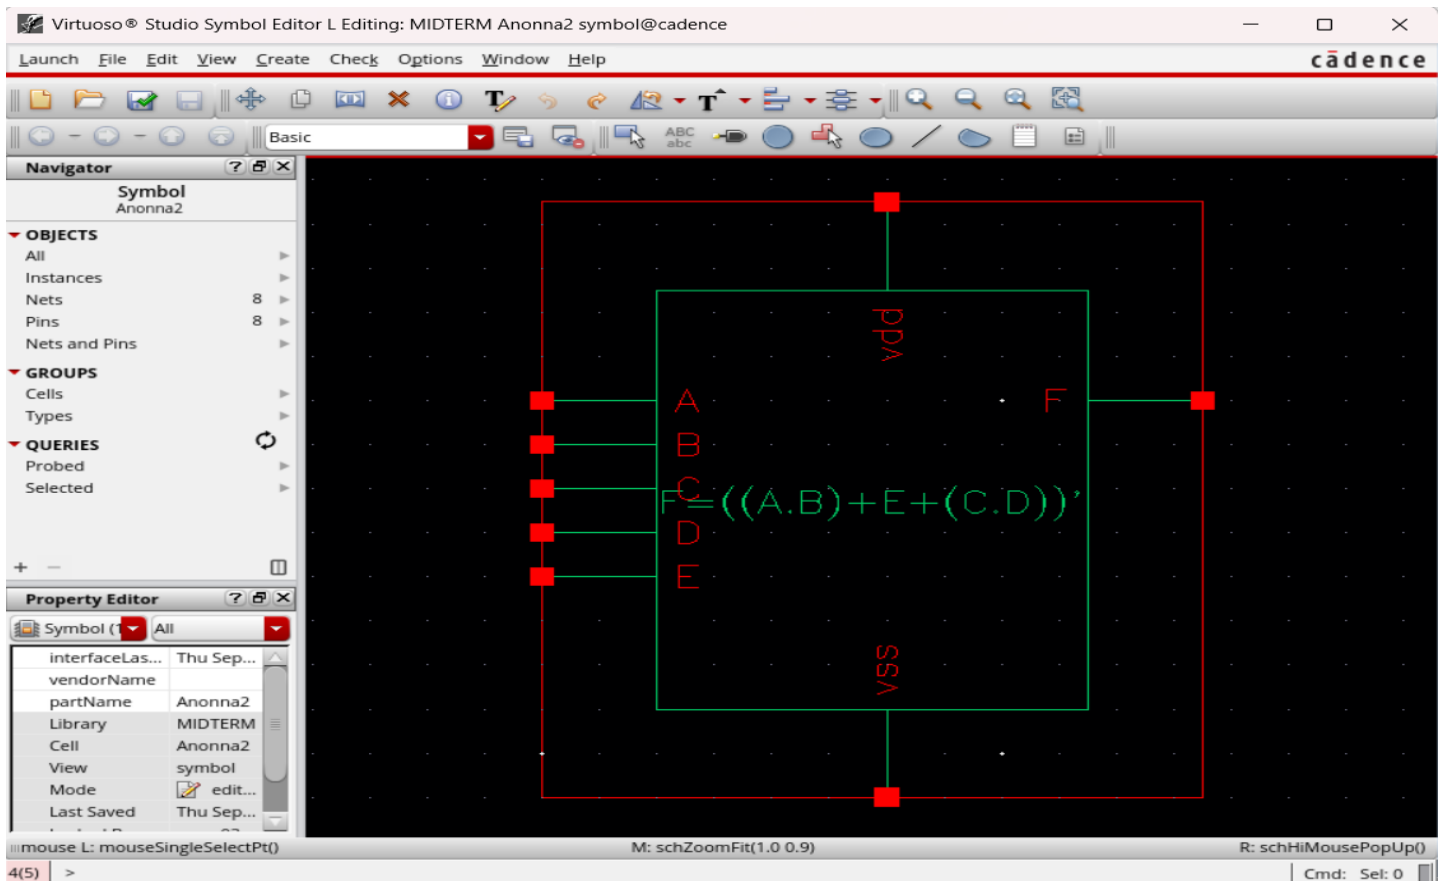 Virtuoso® Studio Symbol Editor L Editing: MIDTERM Anonna2 symbol@cadence
Launch File Edit View Create Check Options Window Help
cādence
Basic
ABC
abc
Navigator
Symbol
Anonna2
OBJECTS
All
Instances
Nets 8
Pins 8
Nets and Pins
GROUPS
Cells
Types
QUERIES
Probed
Selected
Property Editor
Symbol (1 All
interfaceLas... Thu Sep...
vendorName
partName Anonna2
Library MIDTERM
Cell Anonna2
View symbol
Mode edit...
Last Saved Thu Sep...
vdd
A
F
B
C
F=((A.B)+E+(C.D))'
D
E
vss
mouse L: mouseSingleSelectPt() M: schZoomFit(1.0 0.9) R: schHiMousePopUp()
4(5) > Cmd: Sel: 0